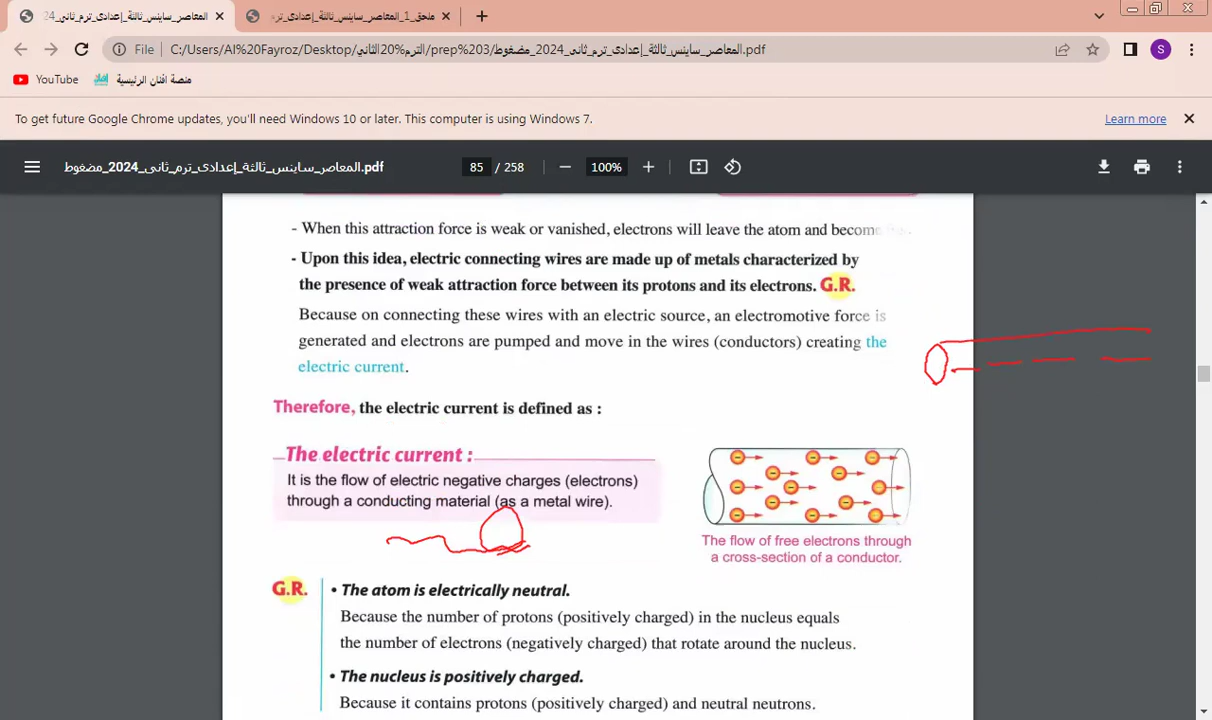 المعاصر_ساينس_ثالثة_إعدادى_ترم_ثانى_24
ملحق_1_المعاصر_ساينس_ثالثة_إعدادى_ترم
File
C:/Users/Al%20Fayroz/Desktop/الترم%20الثاني/prep%203/المعاصر_ساينس_ثالثة_إعدادى_ترم_ثانى_2024_مضغوط.pdf
S
YouTube
منصة أفنان الرئيسية
To get future Google Chrome updates, you'll need Windows 10 or later. This computer is using Windows 7.
Learn more
المعاصر_ساينس_ثالثة_إعدادى_ترم_ثانى_2024_مضغوط.pdf
85 / 258
100%
- When this attraction force is weak or vanished, electrons will leave the atom and become
- Upon this idea, electric connecting wires are made up of metals characterized by
the presence of weak attraction force between its protons and its electrons. G.R.
Because on connecting these wires with an electric source, an electromotive force is
generated and electrons are pumped and move in the wires (conductors) creating the
electric current.
Therefore, the electric current is defined as :
The electric current :
It is the flow of electric negative charges (electrons)
through a conducting material (as a metal wire).
The flow of free electrons through
a cross-section of a conductor.
G.R.
• The atom is electrically neutral.
Because the number of protons (positively charged) in the nucleus equals
the number of electrons (negatively charged) that rotate around the nucleus.
• The nucleus is positively charged.
Because it contains protons (positively charged) and neutral neutrons.